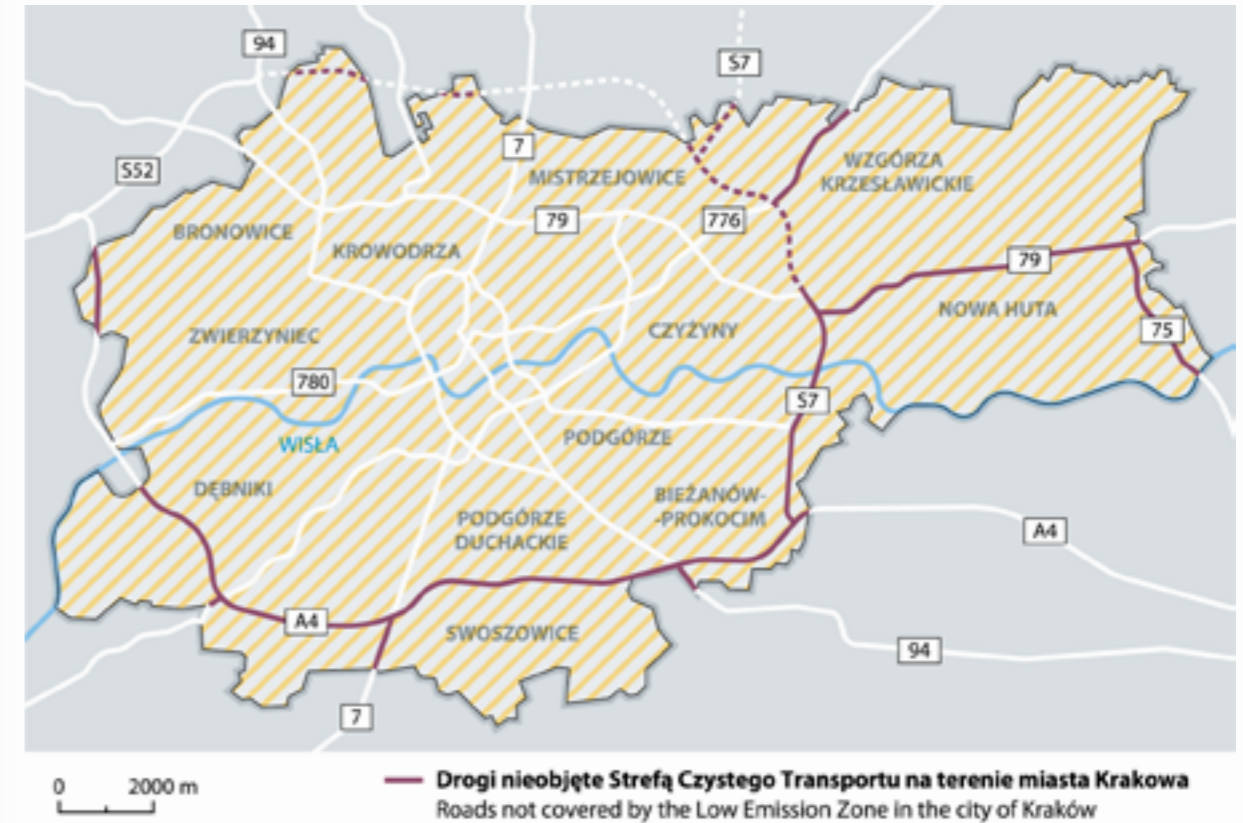 94
S7
S52
7
MISTRZEJOWICE
WZGÓRZA
KRZESŁAWICKIE
79
776
BRONOWICE
KROWODRZA
79
NOWA HUTA
ZWIERZYNIEC
CZYŻYNY
75
780
S7
WISŁA
PODGÓRZE
DĘBNIKI
BIEŻANÓW-
-PROKOCIM
PODGÓRZE
DUCHACKIE
A4
A4
SWOSZOWICE
94
7
0 2000 m
Drogi nieobjęte Strefą Czystego Transportu na terenie miasta Krakowa
Roads not covered by the Low Emission Zone in the city of Kraków